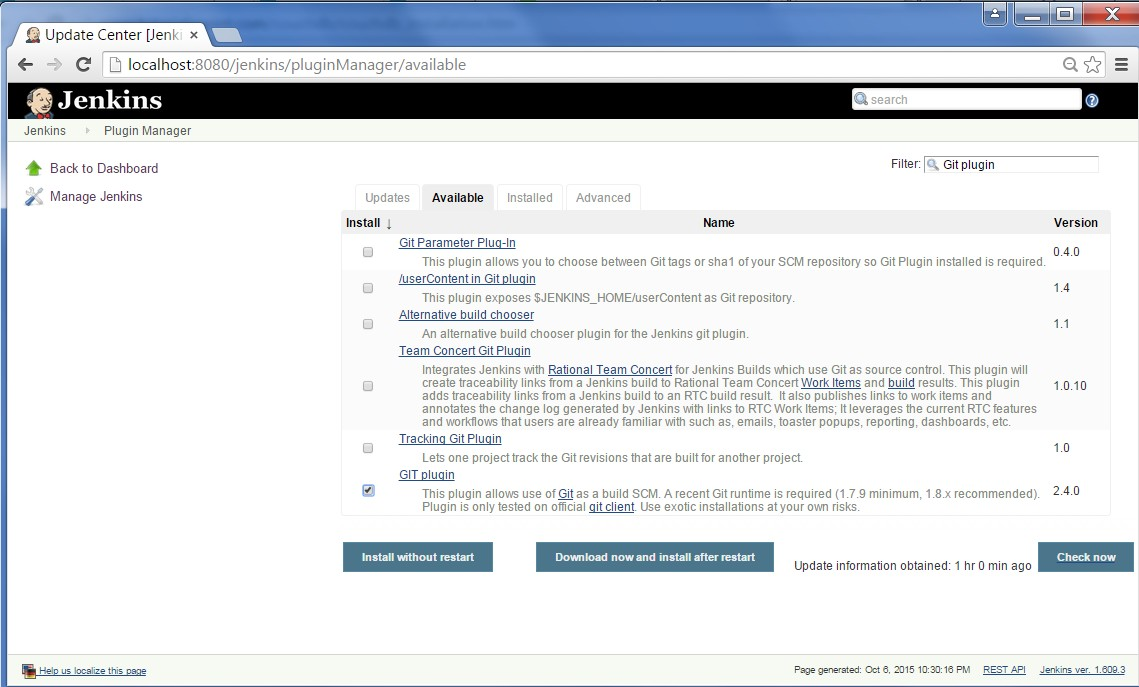 Update Center [Jenki
localhost:8080/jenkins/pluginManager/available
Jenkins
search
Jenkins
Plugin Manager
Back to Dashboard
Manage Jenkins
Filter:
Git plugin
Updates
Available
Installed
Advanced
Install ↓
Name
Version
Git Parameter Plug-In
This plugin allows you to choose between Git tags or sha1 of your SCM repository so Git Plugin installed is required.
0.4.0
/userContent in Git plugin
This plugin exposes $JENKINS_HOME/userContent as Git repository.
1.4
Alternative build chooser
An alternative build chooser plugin for the Jenkins git plugin.
1.1
Team Concert Git Plugin
Integrates Jenkins with Rational Team Concert for Jenkins Builds which use Git as source control. This plugin will
create traceability links from a Jenkins build to Rational Team Concert Work Items and build results. This plugin
adds traceability links from a Jenkins build to an RTC build result. It also publishes links to work items and
annotates the change log generated by Jenkins with links to RTC Work Items; It leverages the current RTC features
and workflows that users are already familiar with such as, emails, toaster popups, reporting, dashboards, etc.
1.0.10
Tracking Git Plugin
Lets one project track the Git revisions that are built for another project.
1.0
GIT plugin
This plugin allows use of Git as a build SCM. A recent Git runtime is required (1.7.9 minimum, 1.8.x recommended).
Plugin is only tested on official git client. Use exotic installations at your own risks.
2.4.0
Install without restart
Download now and install after restart
Update information obtained: 1 hr 0 min ago
Check now
Help us localize this page
Page generated: Oct 6, 2015 10:30:16 PM
REST API
Jenkins ver. 1.609.3